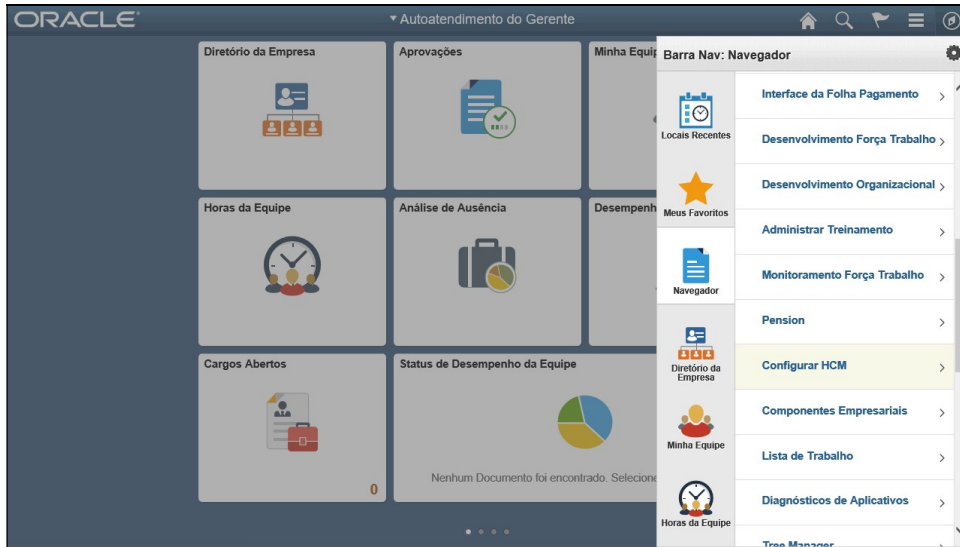 ORACLE
Autoatendimento do Gerente
Diretório da Empresa
Aprovações
Minha Equip
Horas da Equipe
Análise de Ausência
Desempenh
Cargos Abertos
0
Status de Desempenho da Equipe
Nenhum Documento foi encontrado. Selecione
Barra Nav: Navegador
Locais Recentes
Meus Favoritos
Navegador
Diretório da
Empresa
Minha Equipe
Horas da Equipe
Interface da Folha Pagamento
Desenvolvimento Força Trabalho
Desenvolvimento Organizacional
Administrar Treinamento
Monitoramento Força Trabalho
Pension
Configurar HCM
Componentes Empresariais
Lista de Trabalho
Diagnósticos de Aplicativos
Tree Manager